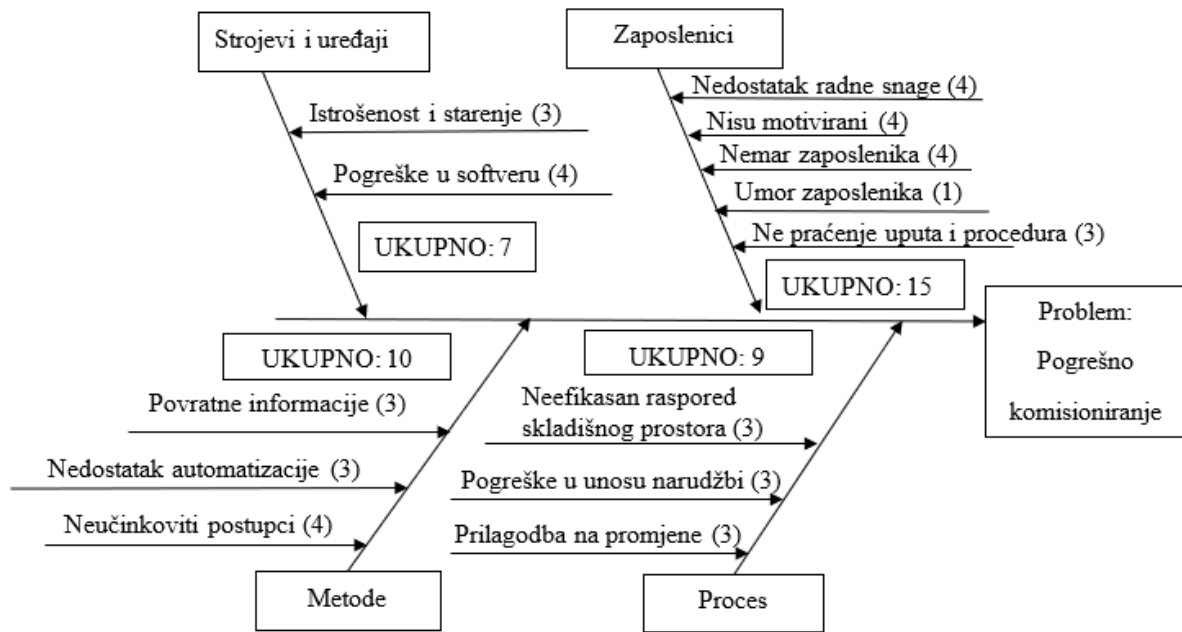 Strojevi i uređaji
Istrošenost i starenje (3)
Pogreške u softveru (4)
UKUPNO: 7
Zaposlenici
Nedostatak radne snage (4)
Nisu motivirani (4)
Nemar zaposlenika (4)
Umor zaposlenika (1)
Ne praćenje uputa i procedura (3)
UKUPNO: 15
Problem:
Pogrešno
komisioniranje
UKUPNO: 10
Povratne informacije (3)
Nedostatak automatizacije (3)
Neučinkoviti postupci (4)
Metode
UKUPNO: 9
Neefikasan raspored
skladišnog prostora (3)
Pogreške u unosu narudžbi (3)
Prilagodba na promjene (3)
Proces